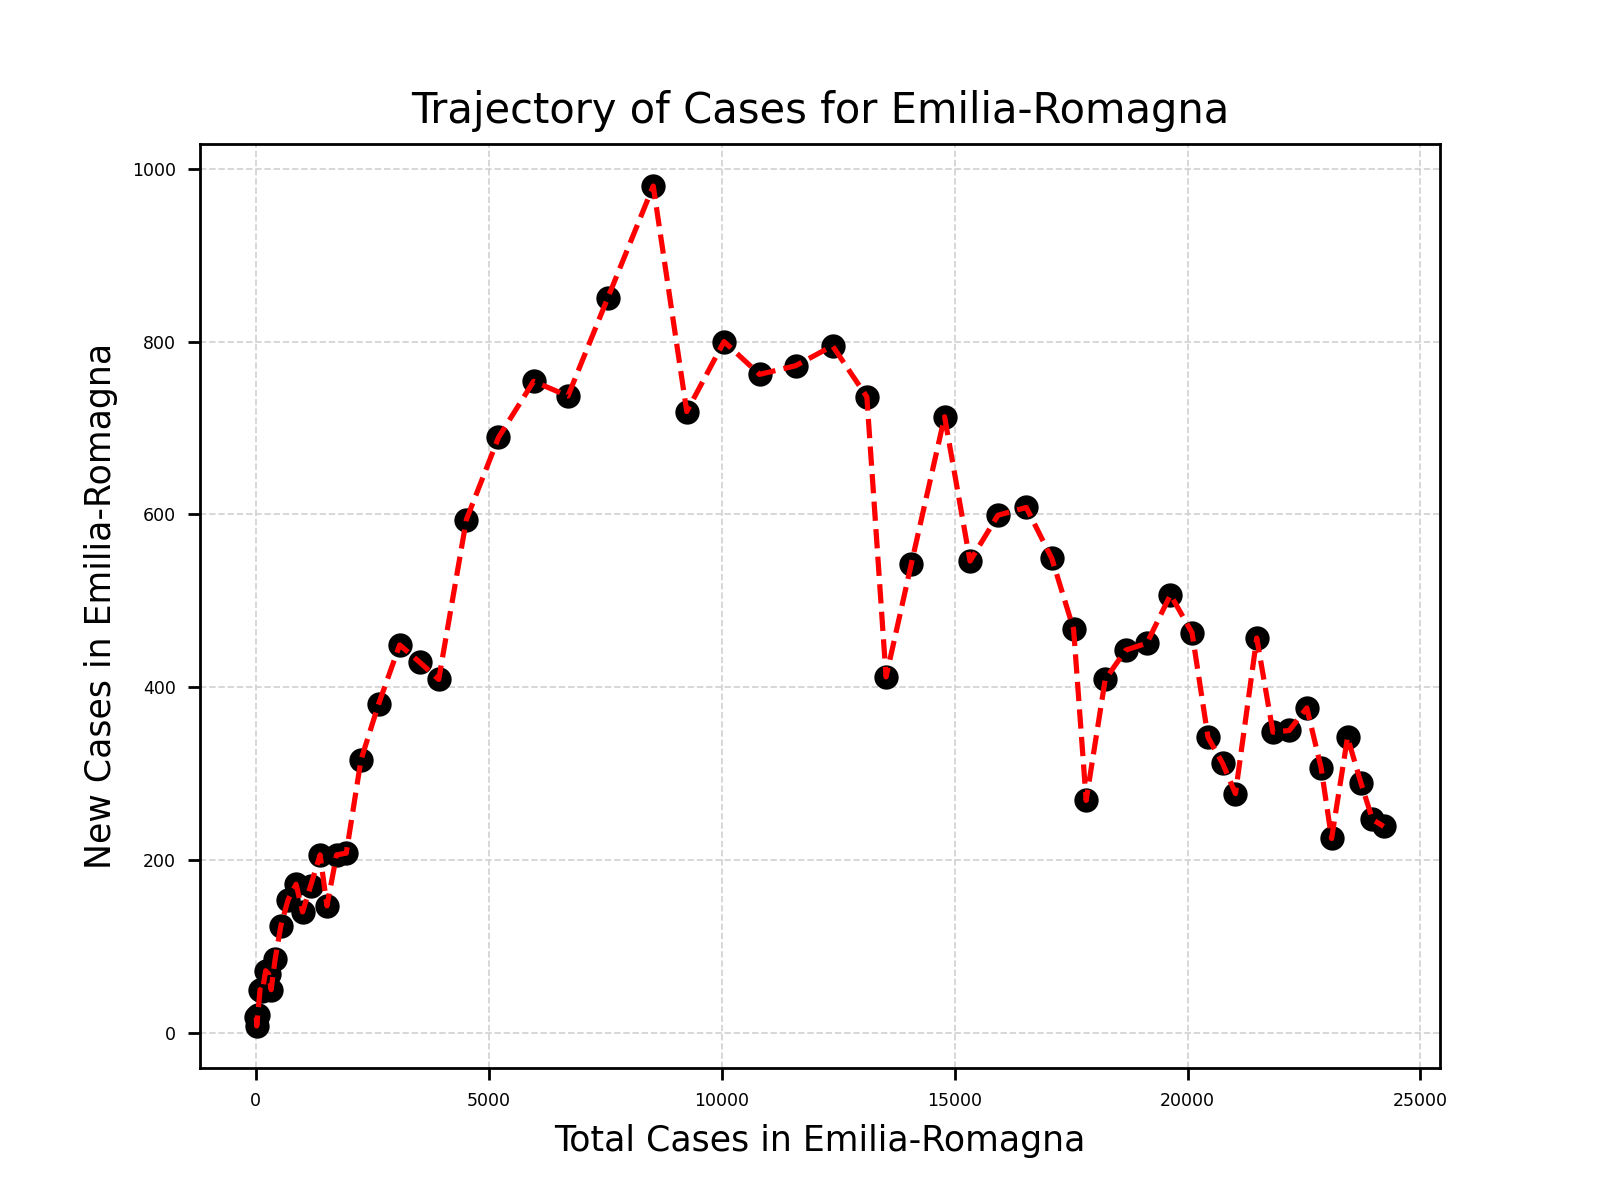 Trajectory of Cases for Emilia-Romagna
New Cases in Emilia-Romagna
1000
800
600
400
200
0
0 5000 10000 15000 20000 25000
Total Cases in Emilia-Romagna